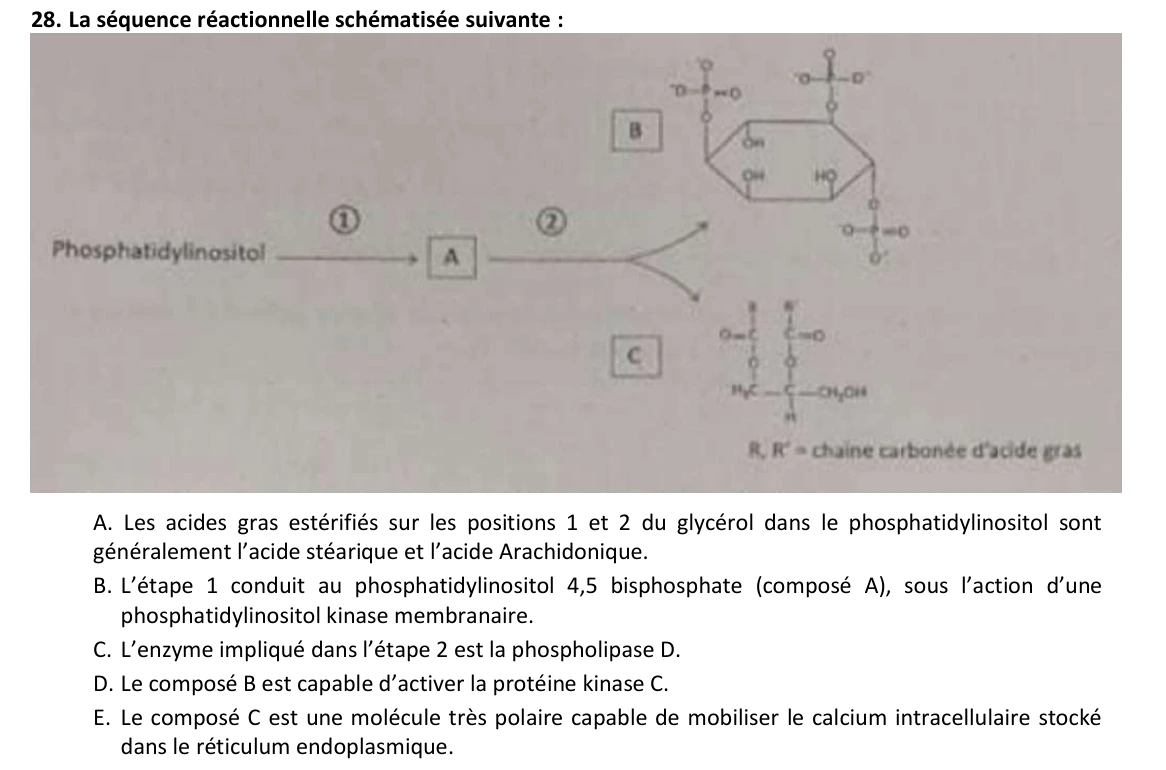 28. La séquence réactionnelle schématisée suivante :
B
Phosphatidylinositol
①
A
②
C
R, R' = chaine carbonée d'acide gras
A. Les acides gras estérifiés sur les positions 1 et 2 du glycérol dans le phosphatidylinositol sont
généralement l'acide stéarique et l'acide Arachidonique.
B. L'étape 1 conduit au phosphatidylinositol 4,5 bisphosphate (composé A), sous l'action d'une
phosphatidylinositol kinase membranaire.
C. L'enzyme impliqué dans l'étape 2 est la phospholipase D.
D. Le composé B est capable d'activer la protéine kinase C.
E. Le composé C est une molécule très polaire capable de mobiliser le calcium intracellulaire stocké
dans le réticulum endoplasmique.